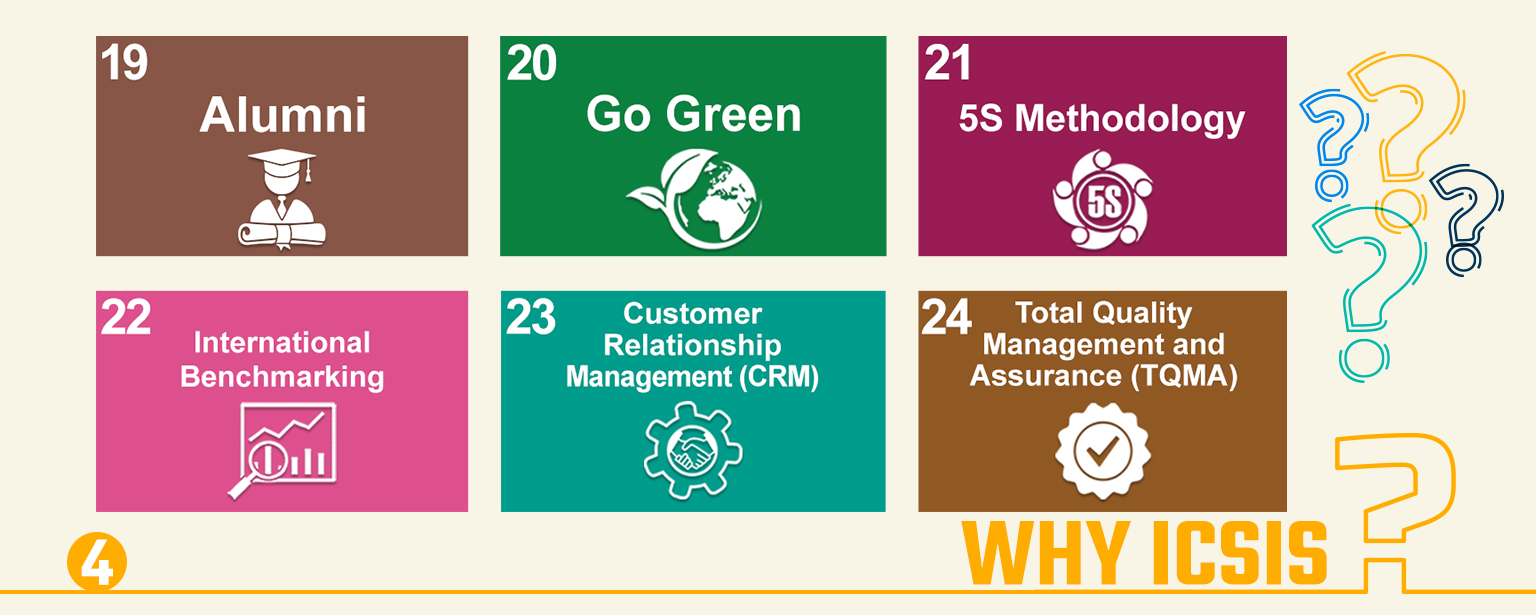 19
Alumni
20
Go Green
21
5S Methodology
5S
22
International
Benchmarking
23
Customer
Relationship
Management (CRM)
24
Total Quality
Management and
Assurance (TQMA)
4
WHY ICSIS?